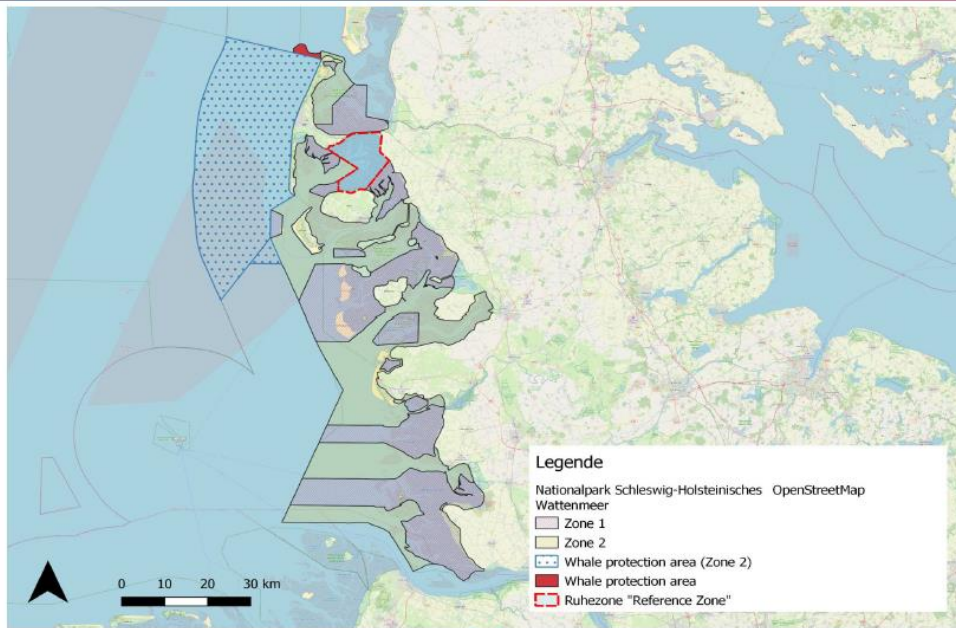 Legende
Nationalpark Schleswig-Holsteinisches OpenStreetMap
Wattenmeer
Zone 1
Zone 2
Whale protection area (Zone 2)
Whale protection area
Ruhezone "Reference Zone"
0 10 20 30 km